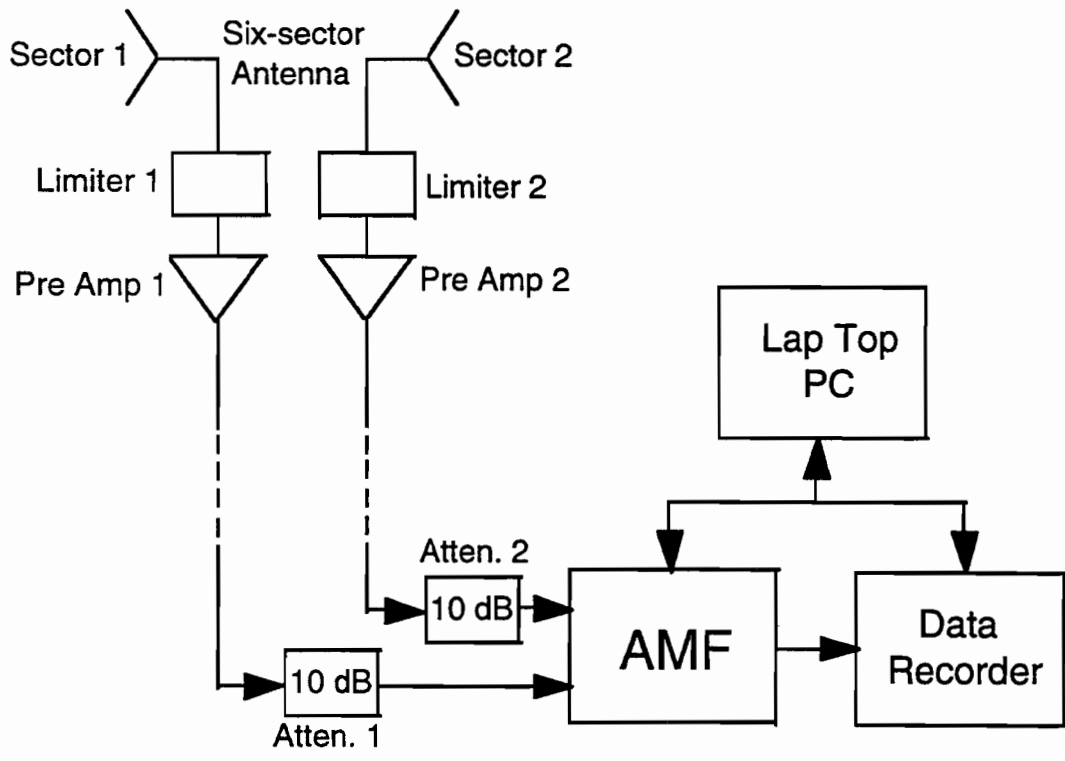 Sector 1
Six-sector
Antenna
Sector 2
Limiter 1
Limiter 2
Pre Amp 1
Pre Amp 2
Lap Top
PC
Atten. 2
10 dB
AMF
Data
Recorder
10 dB
Atten. 1